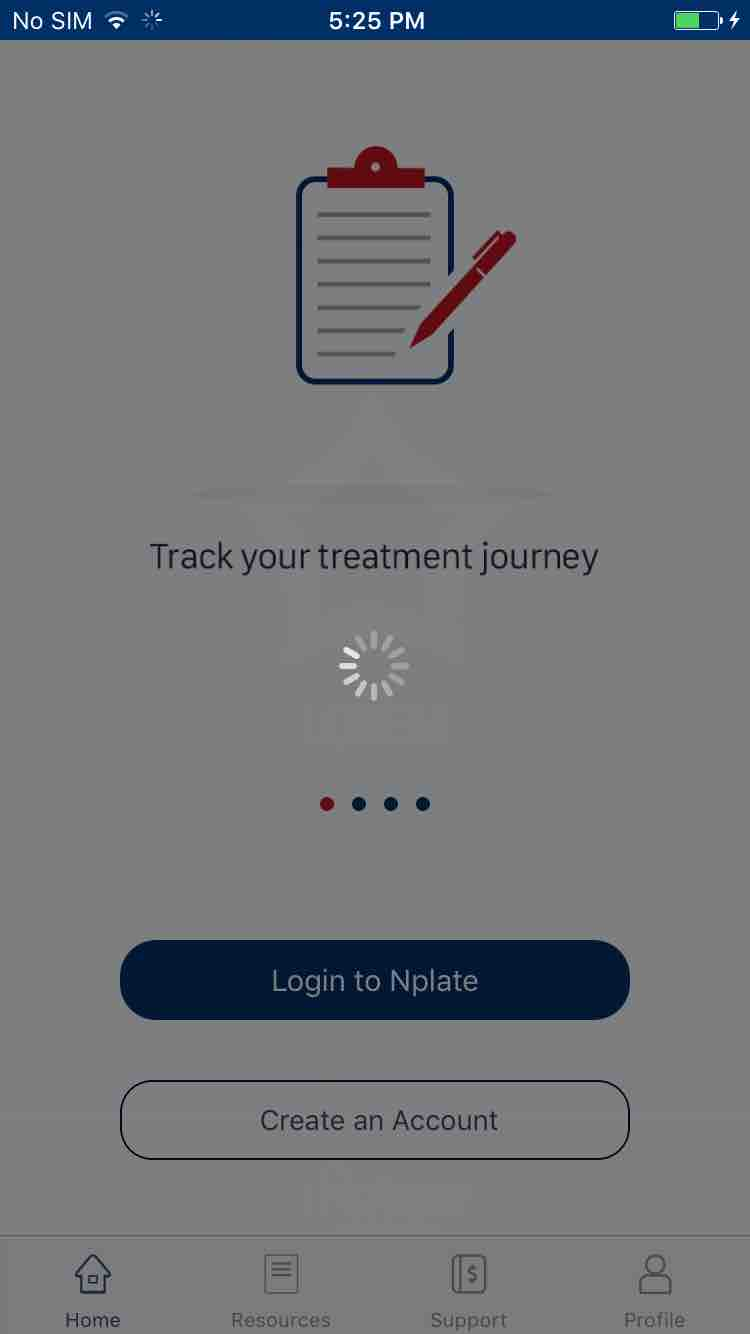 No SIM 5:25 PM
Track your treatment journey
Login to Nplate
Create an Account
Home Resources Support Profile